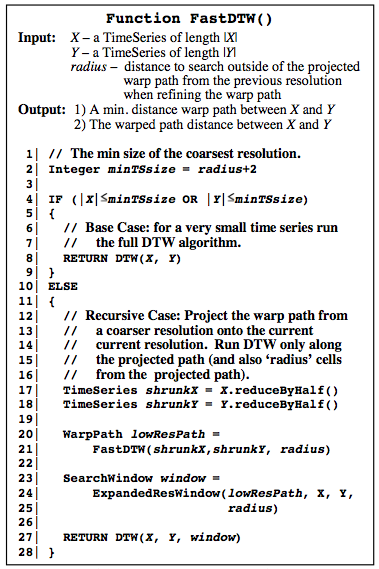 Function FastDTW()
Input: X – a TimeSeries of length |X|
Y – a TimeSeries of length |Y|
radius – distance to search outside of the projected
warp path from the previous resolution
when refining the warp path
Output: 1) A min. distance warp path between X and Y
2) The warped path distance between X and Y
1| // The min size of the coarsest resolution.
2| Integer minTSsize = radius+2
3|
4| IF (|X|≤minTSsize OR |Y|≤minTSsize)
5| {
6| // Base Case: for a very small time series run
7| // the full DTW algorithm.
8| RETURN DTW(X, Y)
9| }
10| ELSE
11| {
12| // Recursive Case: Project the warp path from
13| // a coarser resolution onto the current
14| // current resolution. Run DTW only along
15| // the projected path (and also ‘radius’ cells
16| // from the projected path).
17| TimeSeries shrunkX = X.reduceByHalf()
18| TimeSeries shrunkY = Y.reduceByHalf()
19|
20| WarpPath lowResPath =
21| FastDTW(shrunkX,shrunkY, radius)
22|
23| SearchWindow window =
24| ExpandedResWindow(lowResPath, X, Y,
25| radius)
26|
27| RETURN DTW(X, Y, window)
28| }